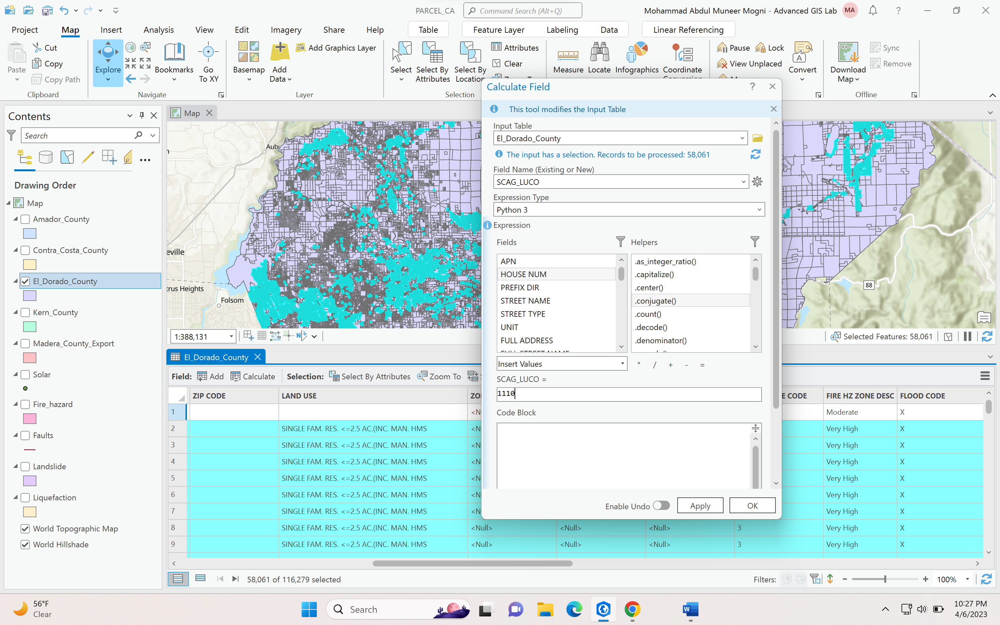 PARCEL_CA
Command Search (Alt+Q)
Mohammad Abdul Muneer Mogni - Advanced GIS Lab
MA
?
Project
Map
Insert
Analysis
View
Edit
Imagery
Share
Help
Table
Feature Layer
Labeling
Data
Linear Referencing
Paste
Cut
Copy
Copy Path
Clipboard
Explore
Bookmarks
Go To XY
Navigate
Basemap
Add Data
Add Graphics Layer
Layer
Select
Select By Attributes
Select By Location
Attributes
Clear
Selection
Measure
Locate
Infographics
Coordinate
Pause
Lock
View Unplaced
Convert
Download Map
Sync
Remove
Offline
Contents
Search
Drawing Order
Map
Amador_County
Contra_Costa_County
El_Dorado_County
Kern_County
Madera_County_Export
Solar
Fire_hazard
Faults
Landslide
Liquefaction
World Topographic Map
World Hillshade
Map
Aubu
eville
trus Heights
Folsom
88
1:388,131
Selected Features: 58,061
Calculate Field
?
This tool modifies the Input Table
Input Table
El_Dorado_County
The input has a selection. Records to be processed: 58,061
Field Name (Existing or New)
SCAG_LUCO
Expression Type
Python 3
Expression
Fields
Helpers
APN
HOUSE NUM
PREFIX DIR
STREET NAME
STREET TYPE
UNIT
FULL ADDRESS
.as_integer_ratio()
.capitalize()
.center()
.conjugate()
.count()
.decode()
.denominator()
Insert Values
* / + - =
SCAG_LUCO =
1110
Code Block
Enable Undo
Apply
OK
El_Dorado_County
Field:
Add
Calculate
Selection:
Select By Attributes
Zoom To
ZIP CODE LAND USE ZO E CODE FIRE HZ ZONE DESC FLOOD CODE
1 <N Moderate X
2 SINGLE FAM. RES. <=2.5 AC.(INC. MAN. HMS <N Very High X
3 SINGLE FAM. RES. <=2.5 AC.(INC. MAN. HMS <N Very High X
4 SINGLE FAM. RES. <=2.5 AC.(INC. MAN. HMS <N Very High X
5 SINGLE FAM. RES. <=2.5 AC.(INC. MAN. HMS <N Very High X
6 SINGLE FAM. RES. <=2.5 AC.(INC. MAN. HMS <N Very High X
7 SINGLE FAM. RES. <=2.5 AC.(INC. MAN. HMS <N Very High X
8 SINGLE FAM. RES. <=2.5 AC.(INC. MAN. HMS <Null> <Null> <Null> 3 Very High X
9 SINGLE FAM. RES. <=2.5 AC.(INC. MAN. HMS <Null> <Null> <Null> 3 Very High X
58,061 of 116,279 selected
Filters:
100%
56°F
Clear
Search
10:27 PM
4/6/2023